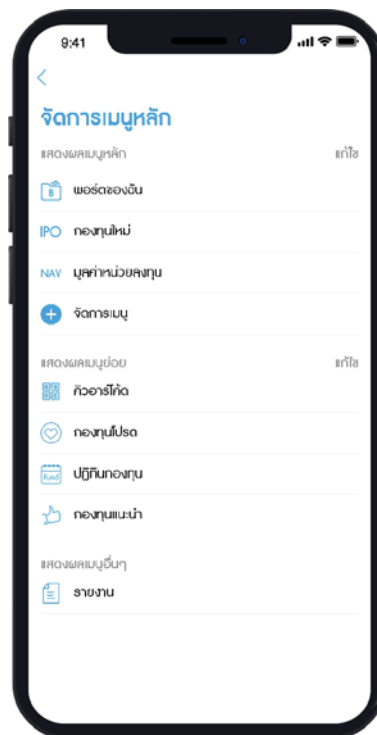 9:41
จัดการเมนูหลัก
แสดงผลเมนูหลัก แก้ไข
B พอร์ตของฉัน
IPO กองทุนใหม่
NAV มูลค่าหน่วยลงทุน
จัดการเมนู
แสดงผลเมนูย่อย แก้ไข
คิวอาร์โค้ด
กองทุนโปรด
Fund ปฏิทินกองทุน
กองทุนแนะนำ
แสดงผลเมนูอื่นๆ
รายงาน